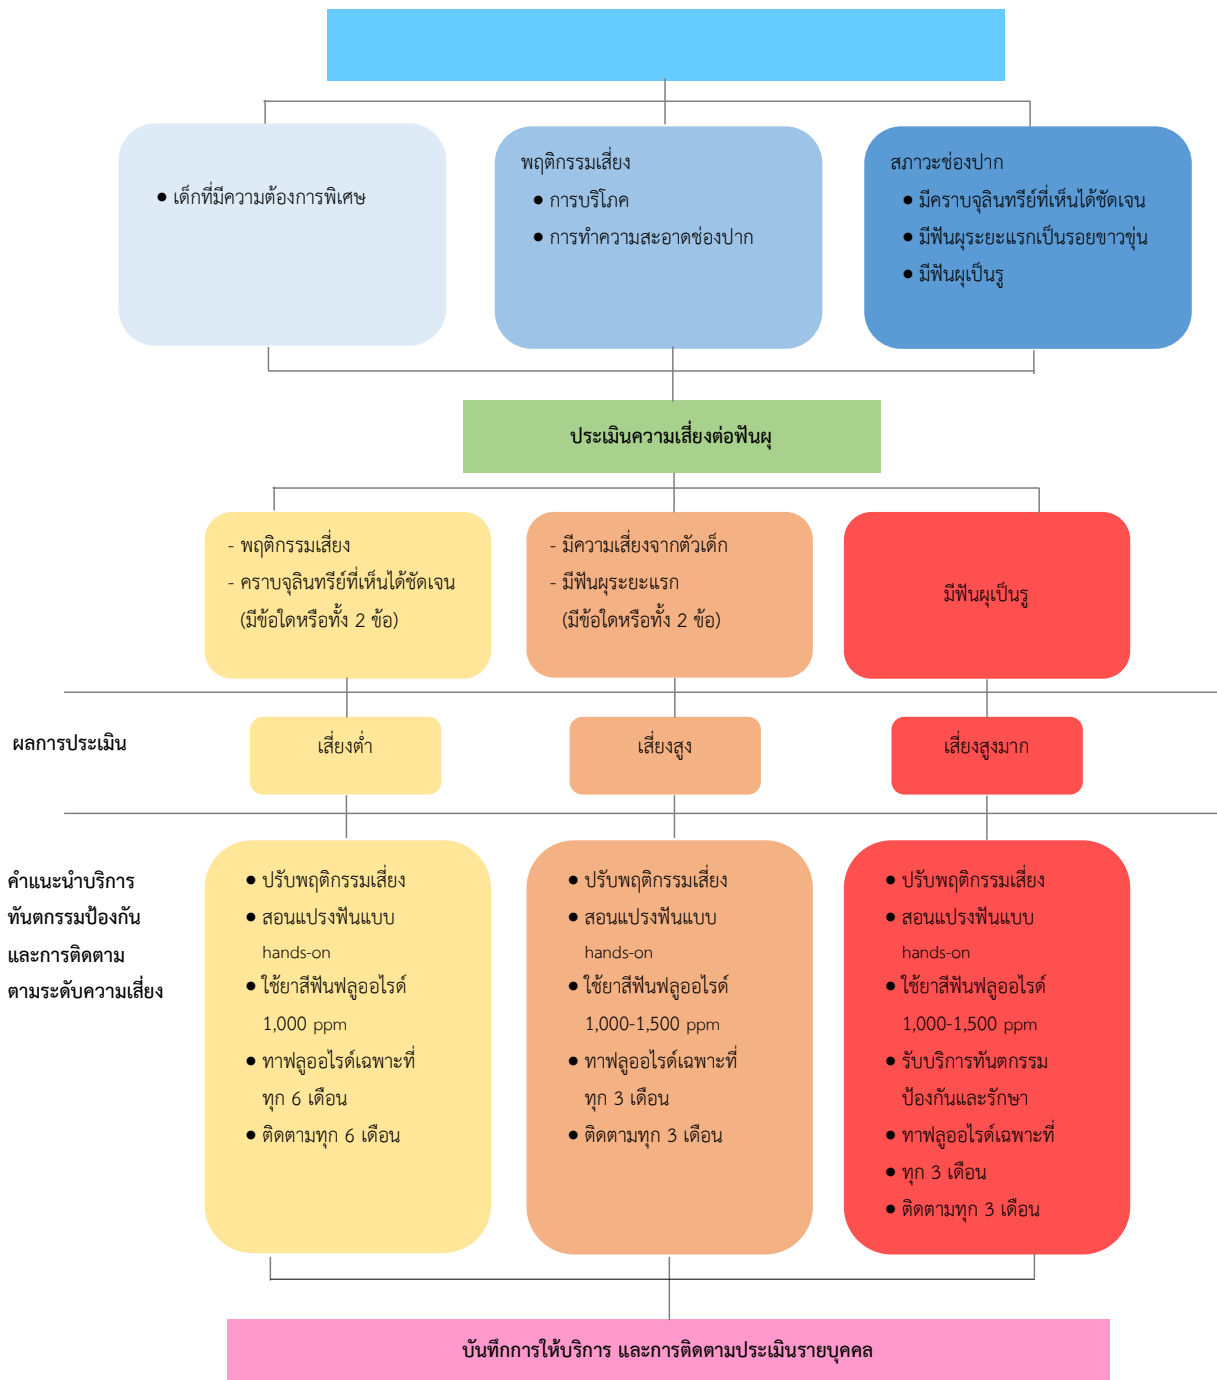 ● เด็กที่มีความต้องการพิเศษ
พฤติกรรมเสี่ยง
● การบริโภค
● การทำความสะอาดช่องปาก
สภาวะช่องปาก
● มีคราบจุลินทรีย์ที่เห็นได้ชัดเจน
● มีฟันผุระยะแรกเป็นรอยขาวขุ่น
● มีฟันผุเป็นรู
ประเมินความเสี่ยงต่อฟันผุ
- พฤติกรรมเสี่ยง
- คราบจุลินทรีย์ที่เห็นได้ชัดเจน
(มีข้อใดหรือทั้ง 2 ข้อ)
- มีความเสี่ยงจากตัวเด็ก
- มีฟันผุระยะแรก
(มีข้อใดหรือทั้ง 2 ข้อ)
มีฟันผุเป็นรู
ผลการประเมิน
เสี่ยงต่ำ
เสี่ยงสูง
เสี่ยงสูงมาก
คำแนะนำบริการ
ทันตกรรมป้องกัน
และการติดตาม
ตามระดับความเสี่ยง
● ปรับพฤติกรรมเสี่ยง
● สอนแปรงฟันแบบ
hands-on
● ใช้ยาสีฟันฟลูออไรด์
1,000 ppm
● ทาฟลูออไรด์เฉพาะที่
ทุก 6 เดือน
● ติดตามทุก 6 เดือน
● ปรับพฤติกรรมเสี่ยง
● สอนแปรงฟันแบบ
hands-on
● ใช้ยาสีฟันฟลูออไรด์
1,000-1,500 ppm
● ทาฟลูออไรด์เฉพาะที่
ทุก 3 เดือน
● ติดตามทุก 3 เดือน
● ปรับพฤติกรรมเสี่ยง
● สอนแปรงฟันแบบ
hands-on
● ใช้ยาสีฟันฟลูออไรด์
1,000-1,500 ppm
● รับบริการทันตกรรม
ป้องกันและรักษา
● ทาฟลูออไรด์เฉพาะที่
● ทุก 3 เดือน
● ติดตามทุก 3 เดือน
บันทึกการให้บริการ และการติดตามประเมินรายบุคคล